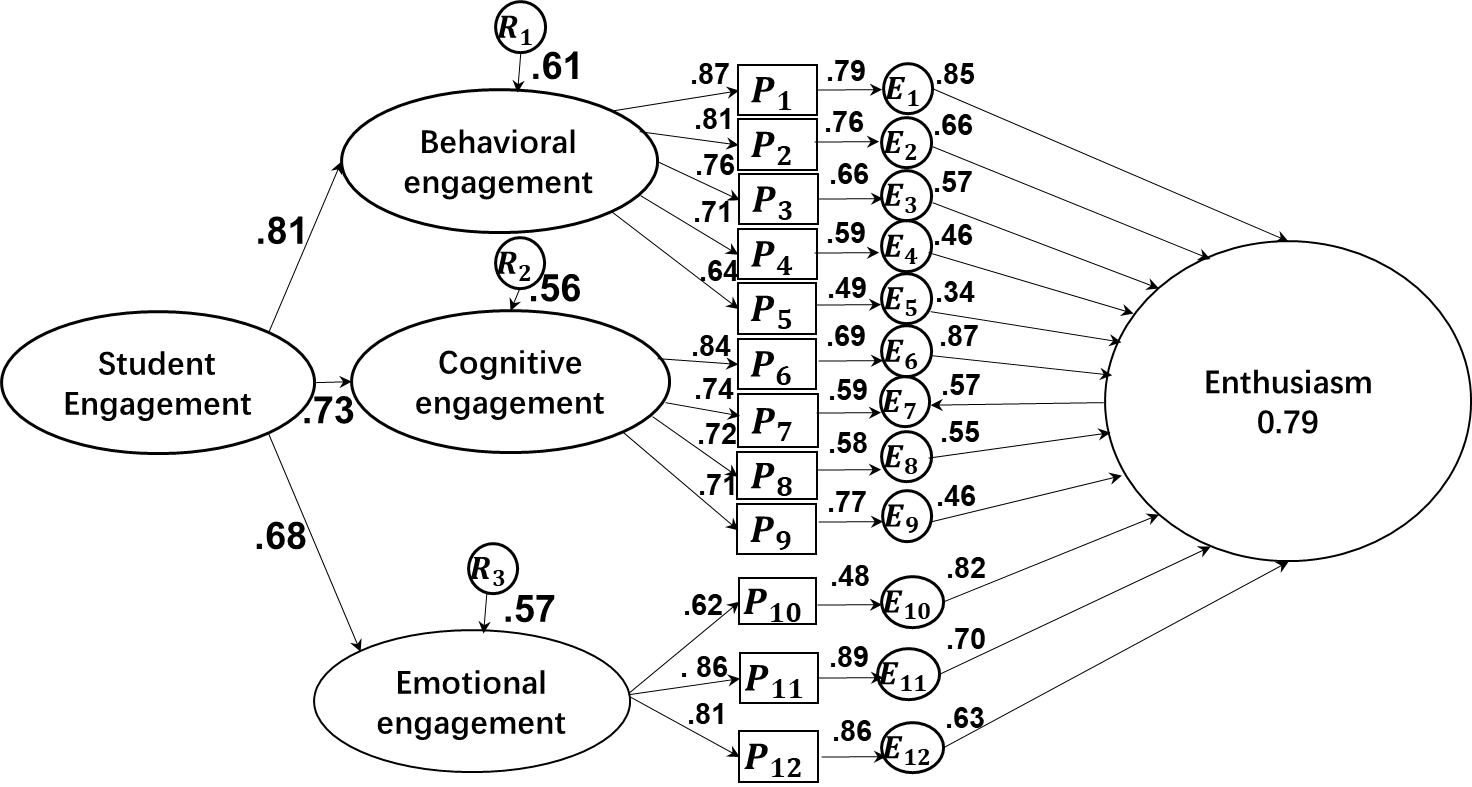 R1
.61
Behavioral
engagement
.81
R2
.56
Student
Engagement
Cognitive
engagement
.73
.68
R3
.57
Emotional
engagement
.87 P1 .79 E1 .85
.81 P2 .76 E2 .66
.76 P3 .66 E3 .57
.71 P4 .59 E4 .46
.64 P5 .49 E5 .34
.84 P6 .69 E6 .87
.74 P7 .59 E7 .57
.72 P8 .58 E8 .55
.71 P9 .77 E9 .46
.62 P10 .48 E10 .82
. 86 P11 .89 E11 .70
.81 P12 .86 E12 .63
Enthusiasm
0.79